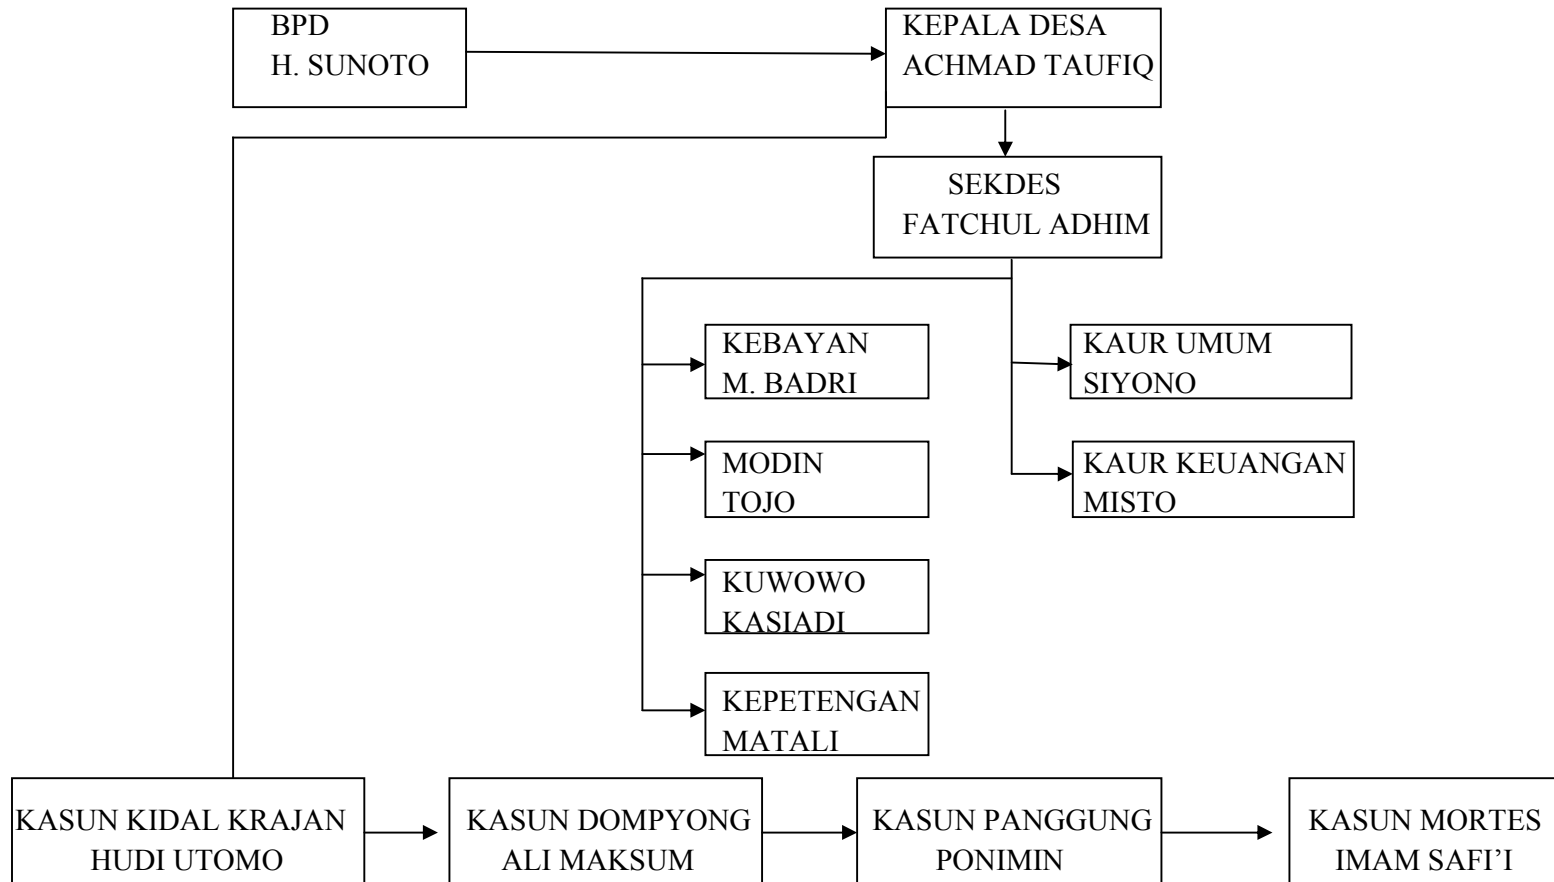 BPD
H. SUNOTO
KEPALA DESA
ACHMAD TAUFIQ
SEKDES
FATCHUL ADHIM
KEBAYAN
M. BADRI
KAUR UMUM
SIYONO
MODIN
TOJO
KAUR KEUANGAN
MISTO
KUWOWO
KASIADI
KEPETENGAN
MATALI
KASUN KIDAL KRAJAN
HUDI UTOMO
KASUN DOMPYONG
ALI MAKSUM
KASUN PANGGUNG
PONIMIN
KASUN MORTES
IMAM SAFI’I